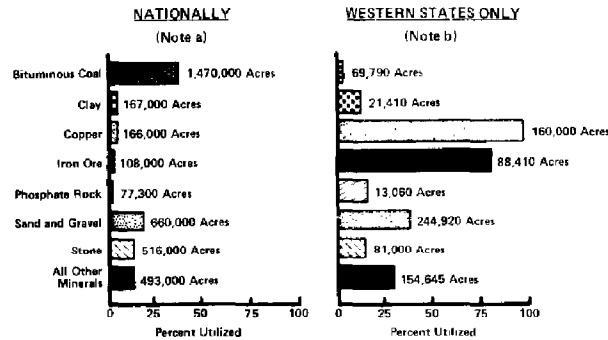 NATIONALLY
(Note a)
Bituminous Coal 1,470,000 Acres
Clay 167,000 Acres
Copper 166,000 Acres
Iron Ore 108,000 Acres
Phosphate Rock 77,300 Acres
Sand and Gravel 660,000 Acres
Stone 516,000 Acres
All Other
Minerals 493,000 Acres
0 25 50 75 100
Percent Utilized
WESTERN STATES ONLY
(Note b)
69,790 Acres
21,410 Acres
160,000 Acres
88,410 Acres
13,060 Acres
244,920 Acres
81,000 Acres
154,645 Acres
0 25 50 75 100
Percent Utilized